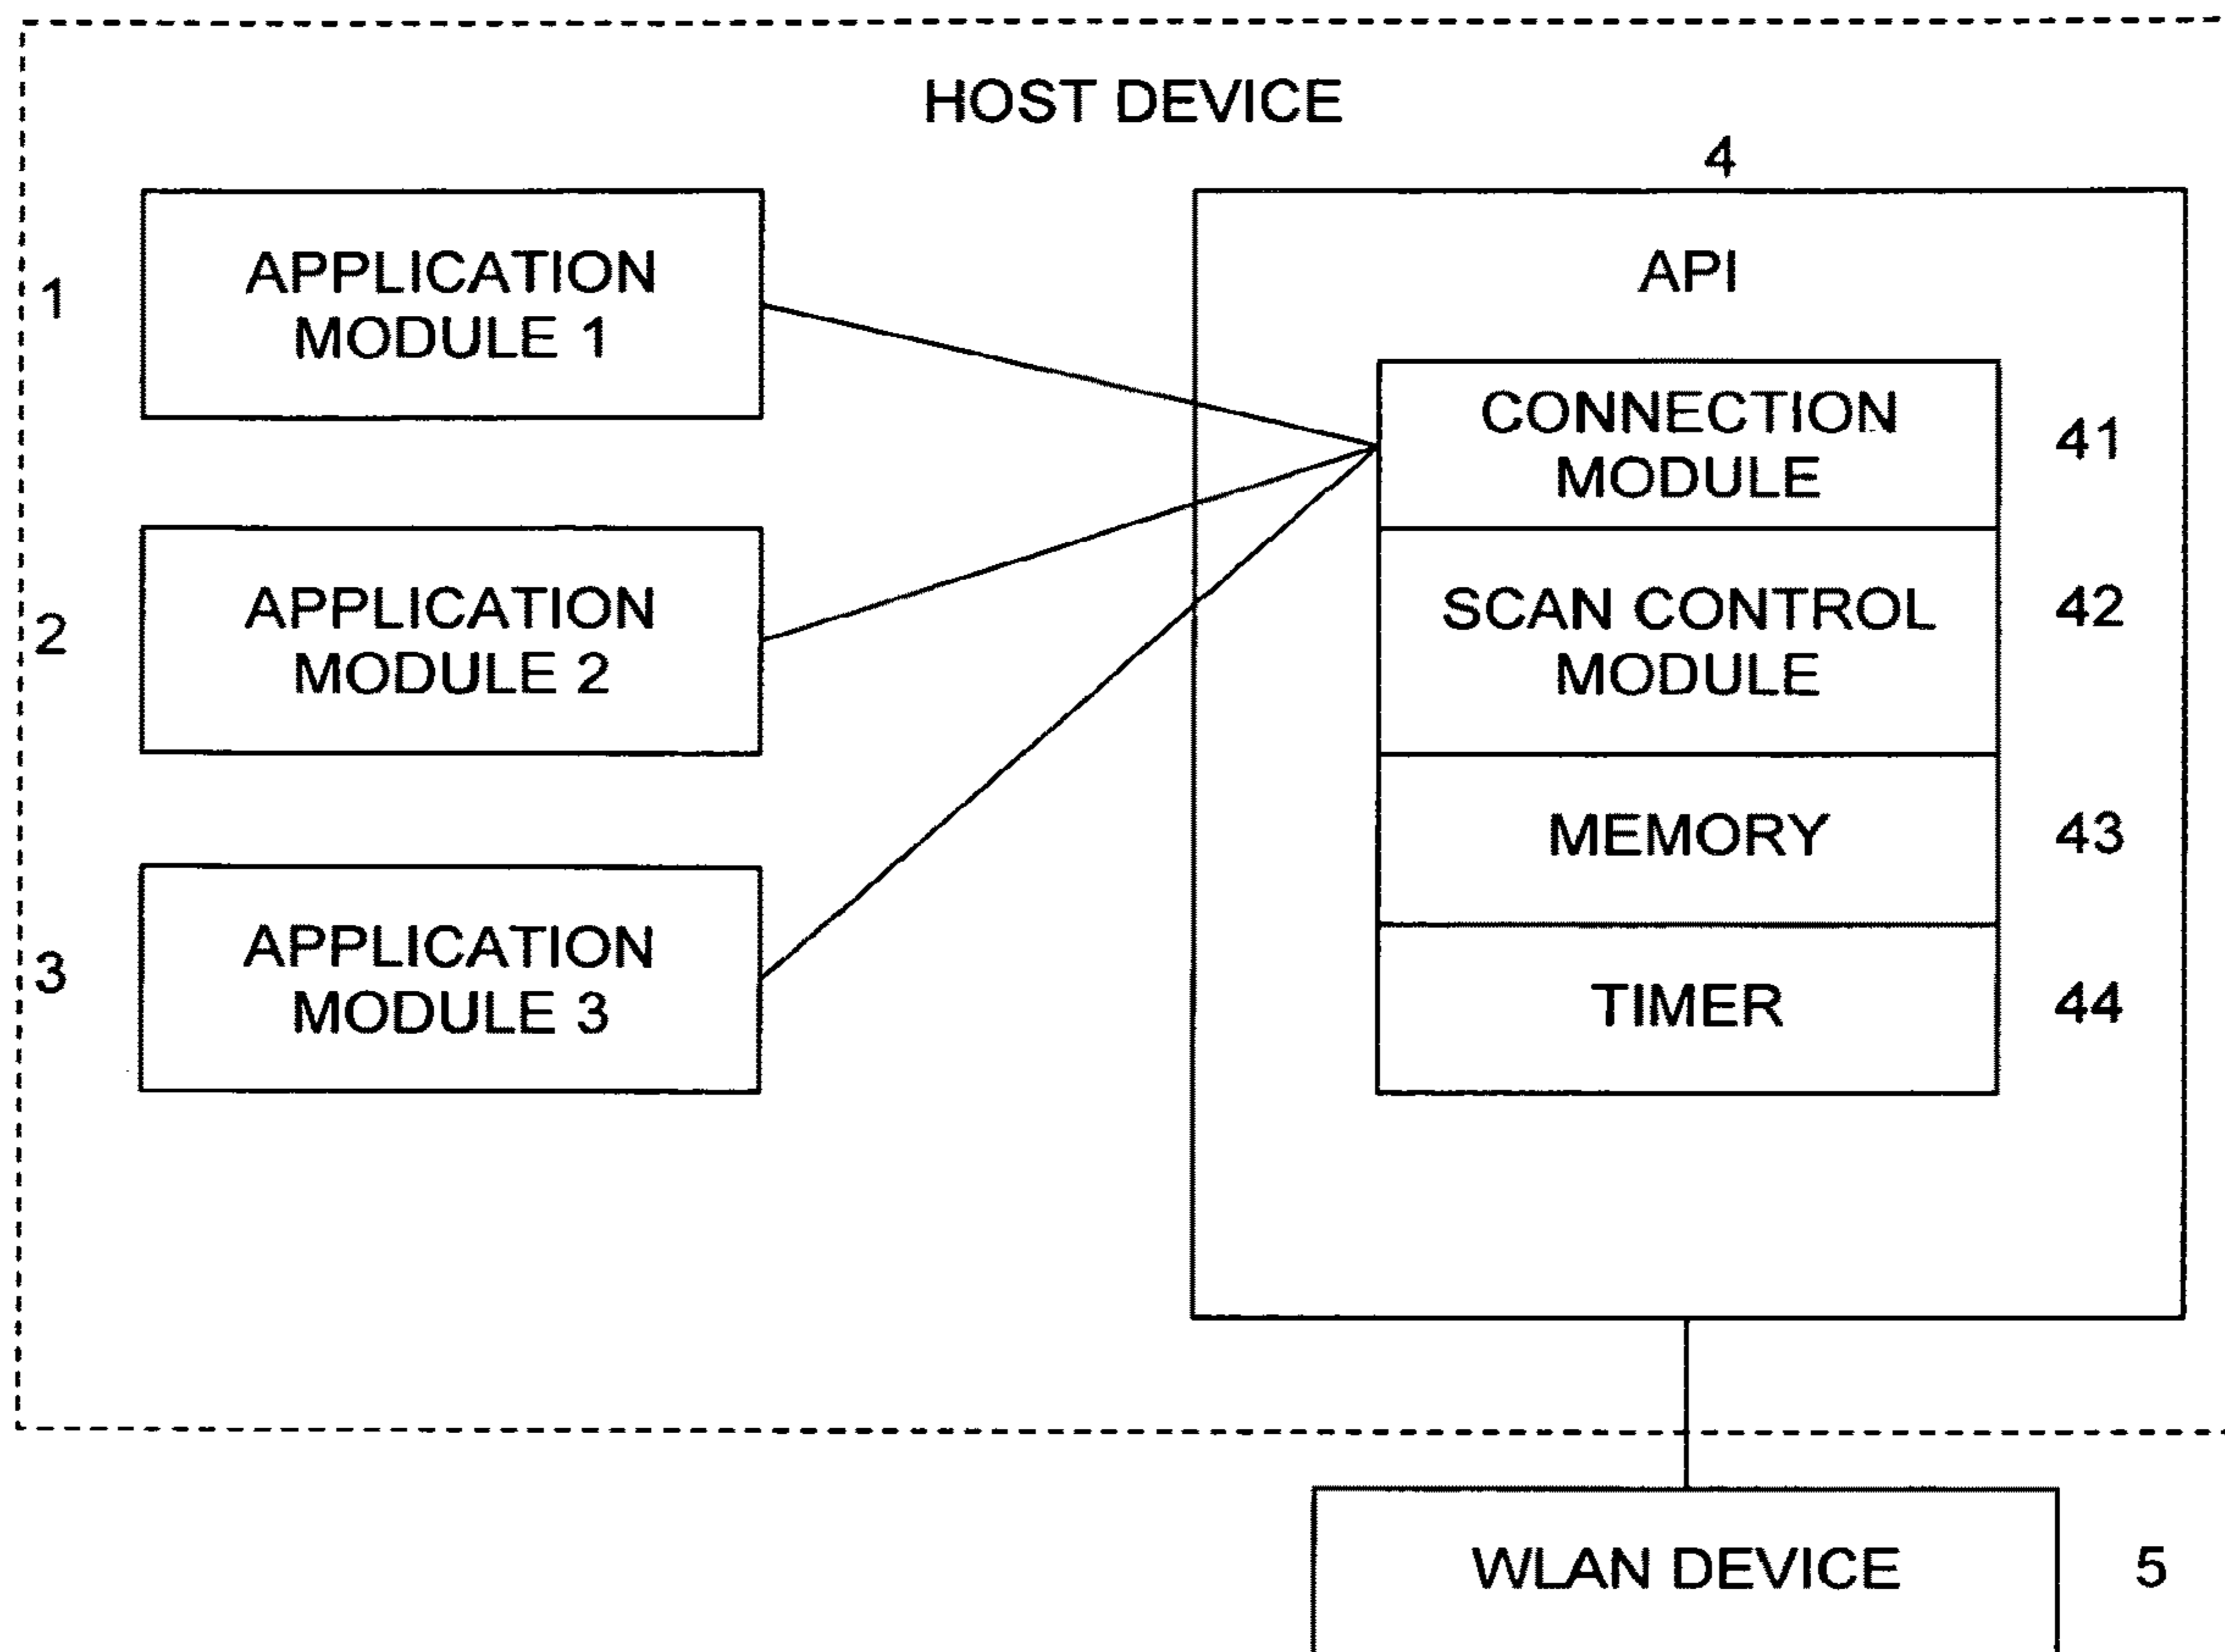 HOST DEVICE
4
1
APPLICATION
MODULE 1
2
APPLICATION
MODULE 2
3
APPLICATION
MODULE 3
API
CONNECTION
MODULE
41
SCAN CONTROL
MODULE
42
MEMORY
43
TIMER
44
WLAN DEVICE
5